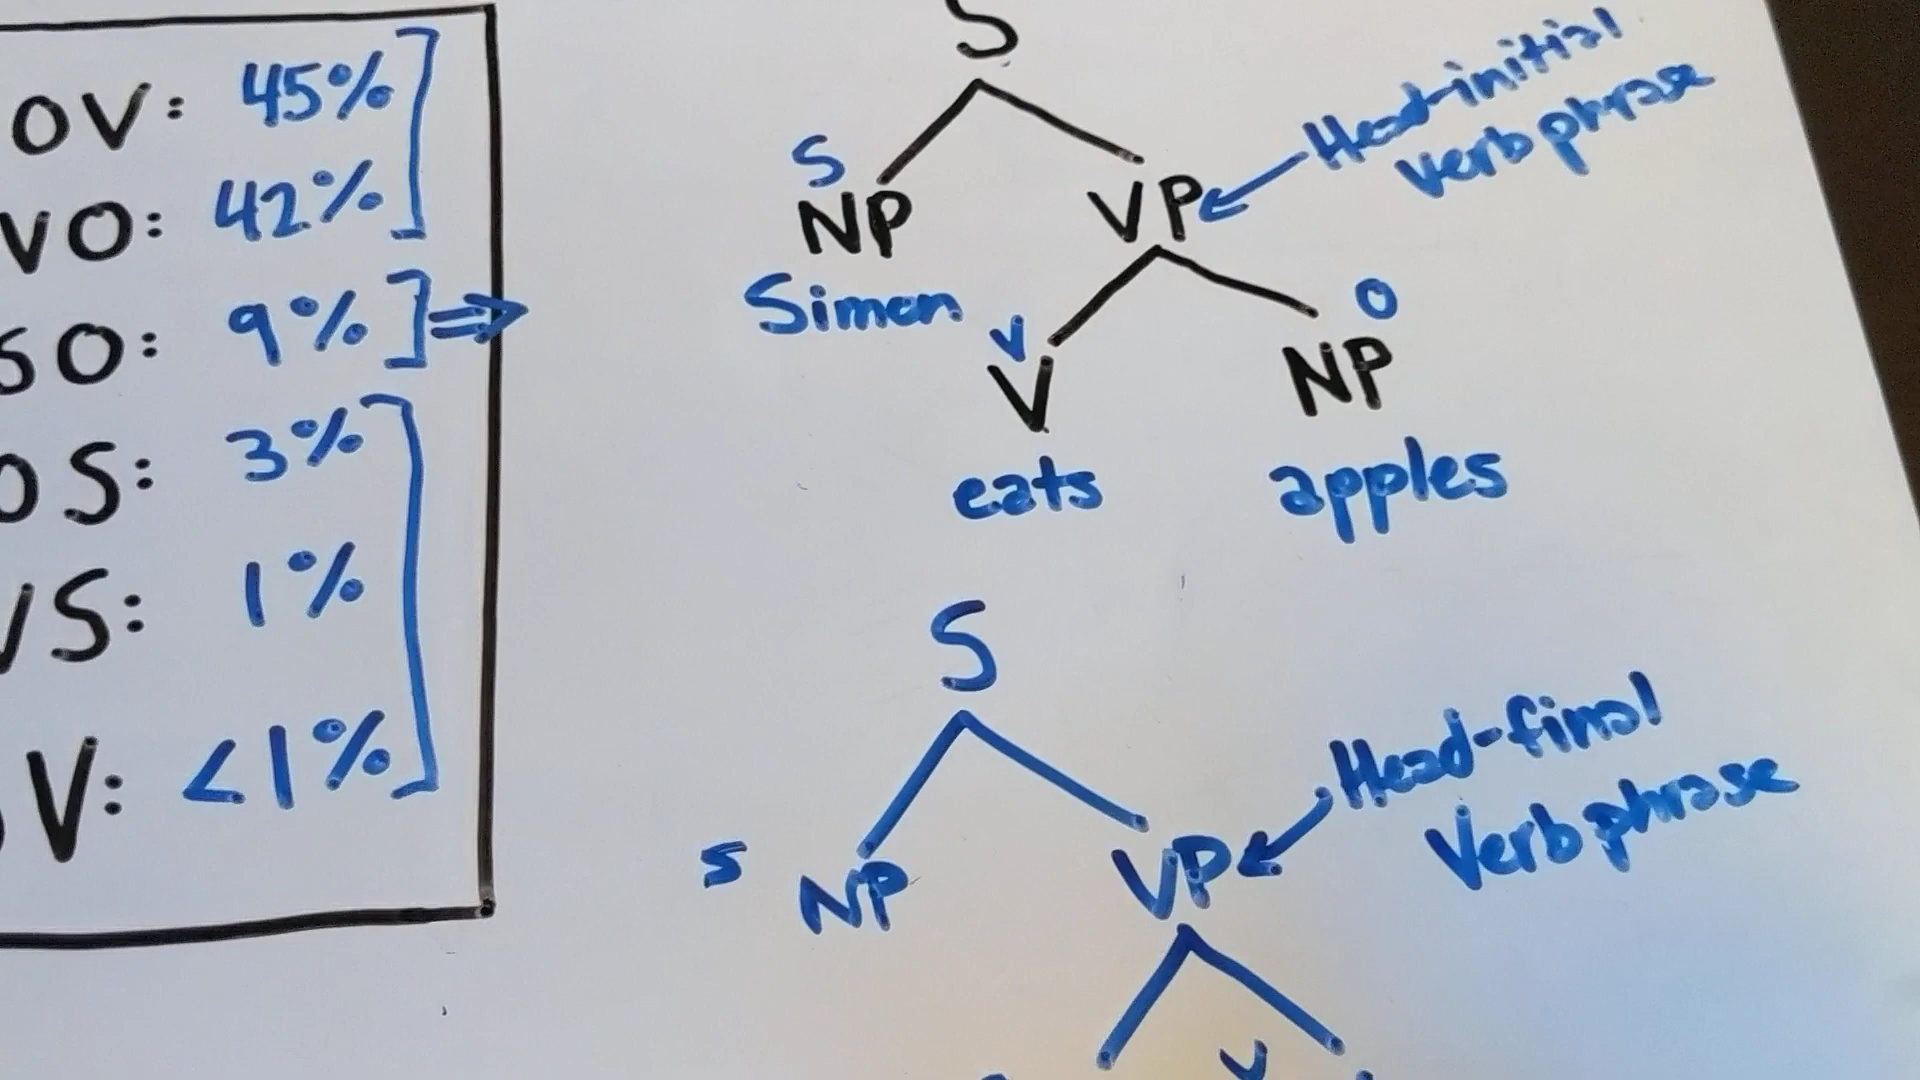 OV: 45%
VO: 42%
SO: 9% ⇒
OS: 3%
VS: 1%
V: <1%
S
S
NP
VP
Head-initial
verb phrase
Simon
V
V
O
NP
eats
apples
S
S
NP
VP
Head-final
Verb phrase
V